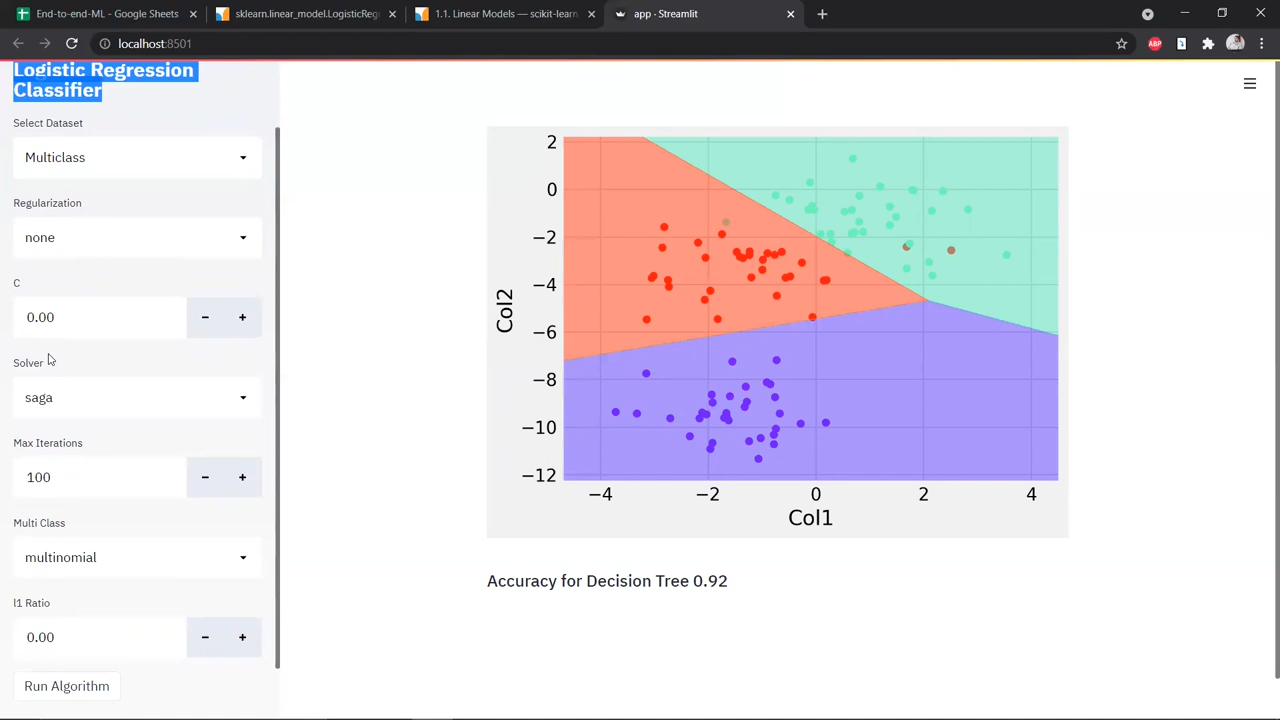 End-to-end-ML - Google Sheets
sklearn.linear_model.LogisticRegr
1.1. Linear Models — scikit-learn
app · Streamlit
localhost:8501
ABP
Logistic Regression
Classifier
Select Dataset
Multiclass
Regularization
none
C
0.00
- +
Solver
saga
Max Iterations
100
- +
Multi Class
multinomial
l1 Ratio
0.00
- +
Run Algorithm
2
0
−2
−4
−6
−8
−10
−12
Col2
−4 −2 0 2 4
Col1
Accuracy for Decision Tree 0.92